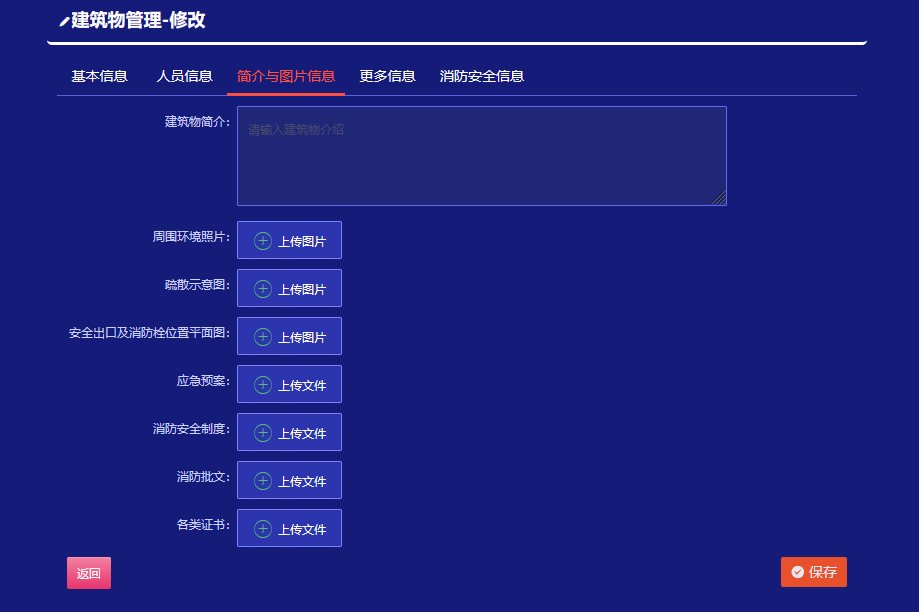 建筑物管理-修改
基本信息 人员信息 简介与图片信息 更多信息 消防安全信息
建筑物简介:
请输入建筑物介绍
周围环境照片: 上传图片
疏散示意图: 上传图片
安全出口及消防栓位置平面图: 上传图片
应急预案: 上传文件
消防安全制度: 上传文件
消防批文: 上传文件
各类证书: 上传文件
返回 保存